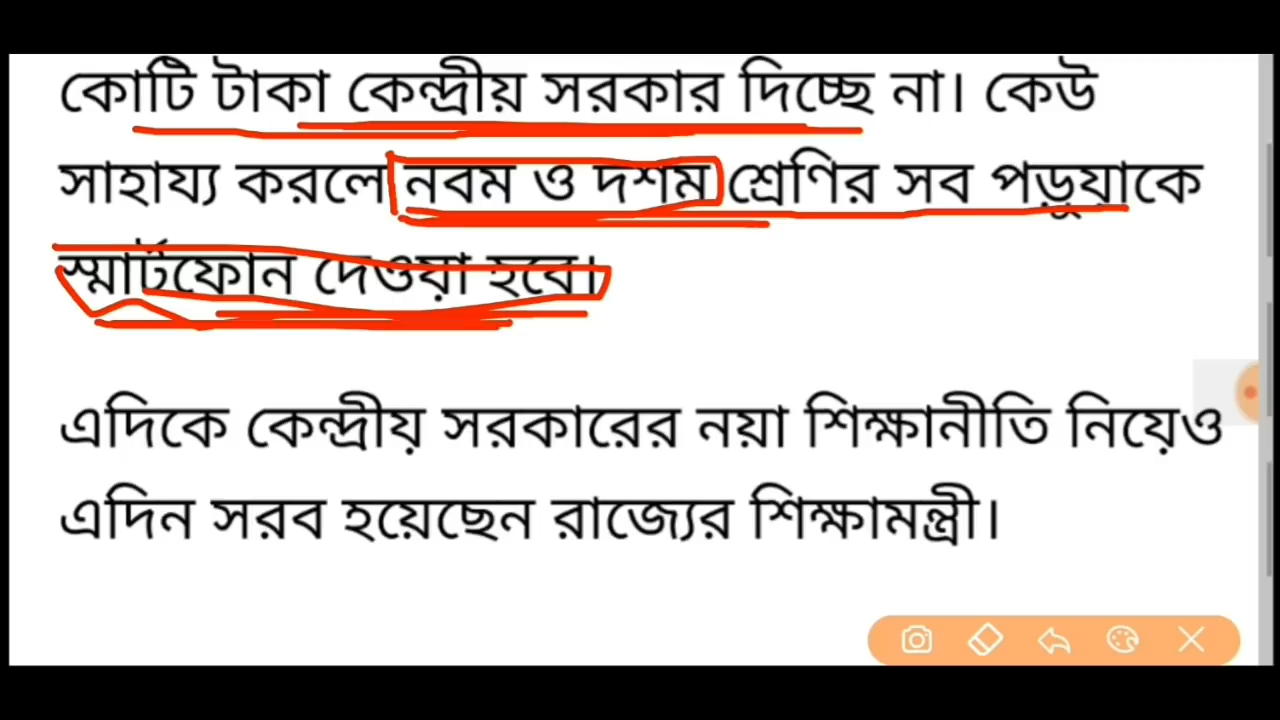 কোটি টাকা কেন্দ্রীয় সরকার দিচ্ছে না। কেউ
সাহায্য করলে নবম ও দশম শ্রেণির সব পড়ুয়াকে
স্মার্টফোন দেওয়া হবে।
এদিকে কেন্দ্রীয় সরকারের নয়া শিক্ষানীতি নিয়েও
এদিন সরব হয়েছেন রাজ্যের শিক্ষামন্ত্রী।